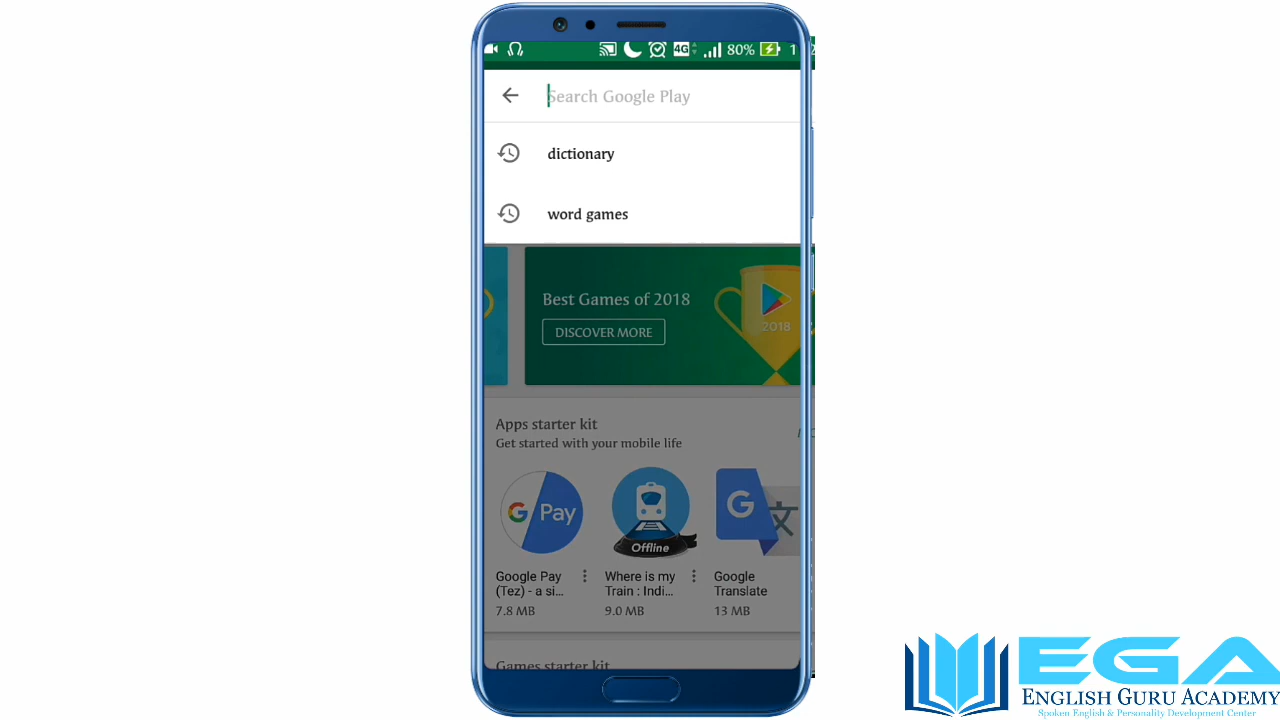 4G 80% 1
Search Google Play
dictionary
word games
Best Games of 2018
DISCOVER MORE
2018
Apps starter kit
Get started with your mobile life
G Pay
Offline
G
Google Pay
(Tez) - a si...
7.8 MB
Where is my
Train : Indi...
9.0 MB
Google
Translate
13 MB
Games starter kit
EGA
ENGLISH GURU ACADEMY
Spoken English & Personality Development Center